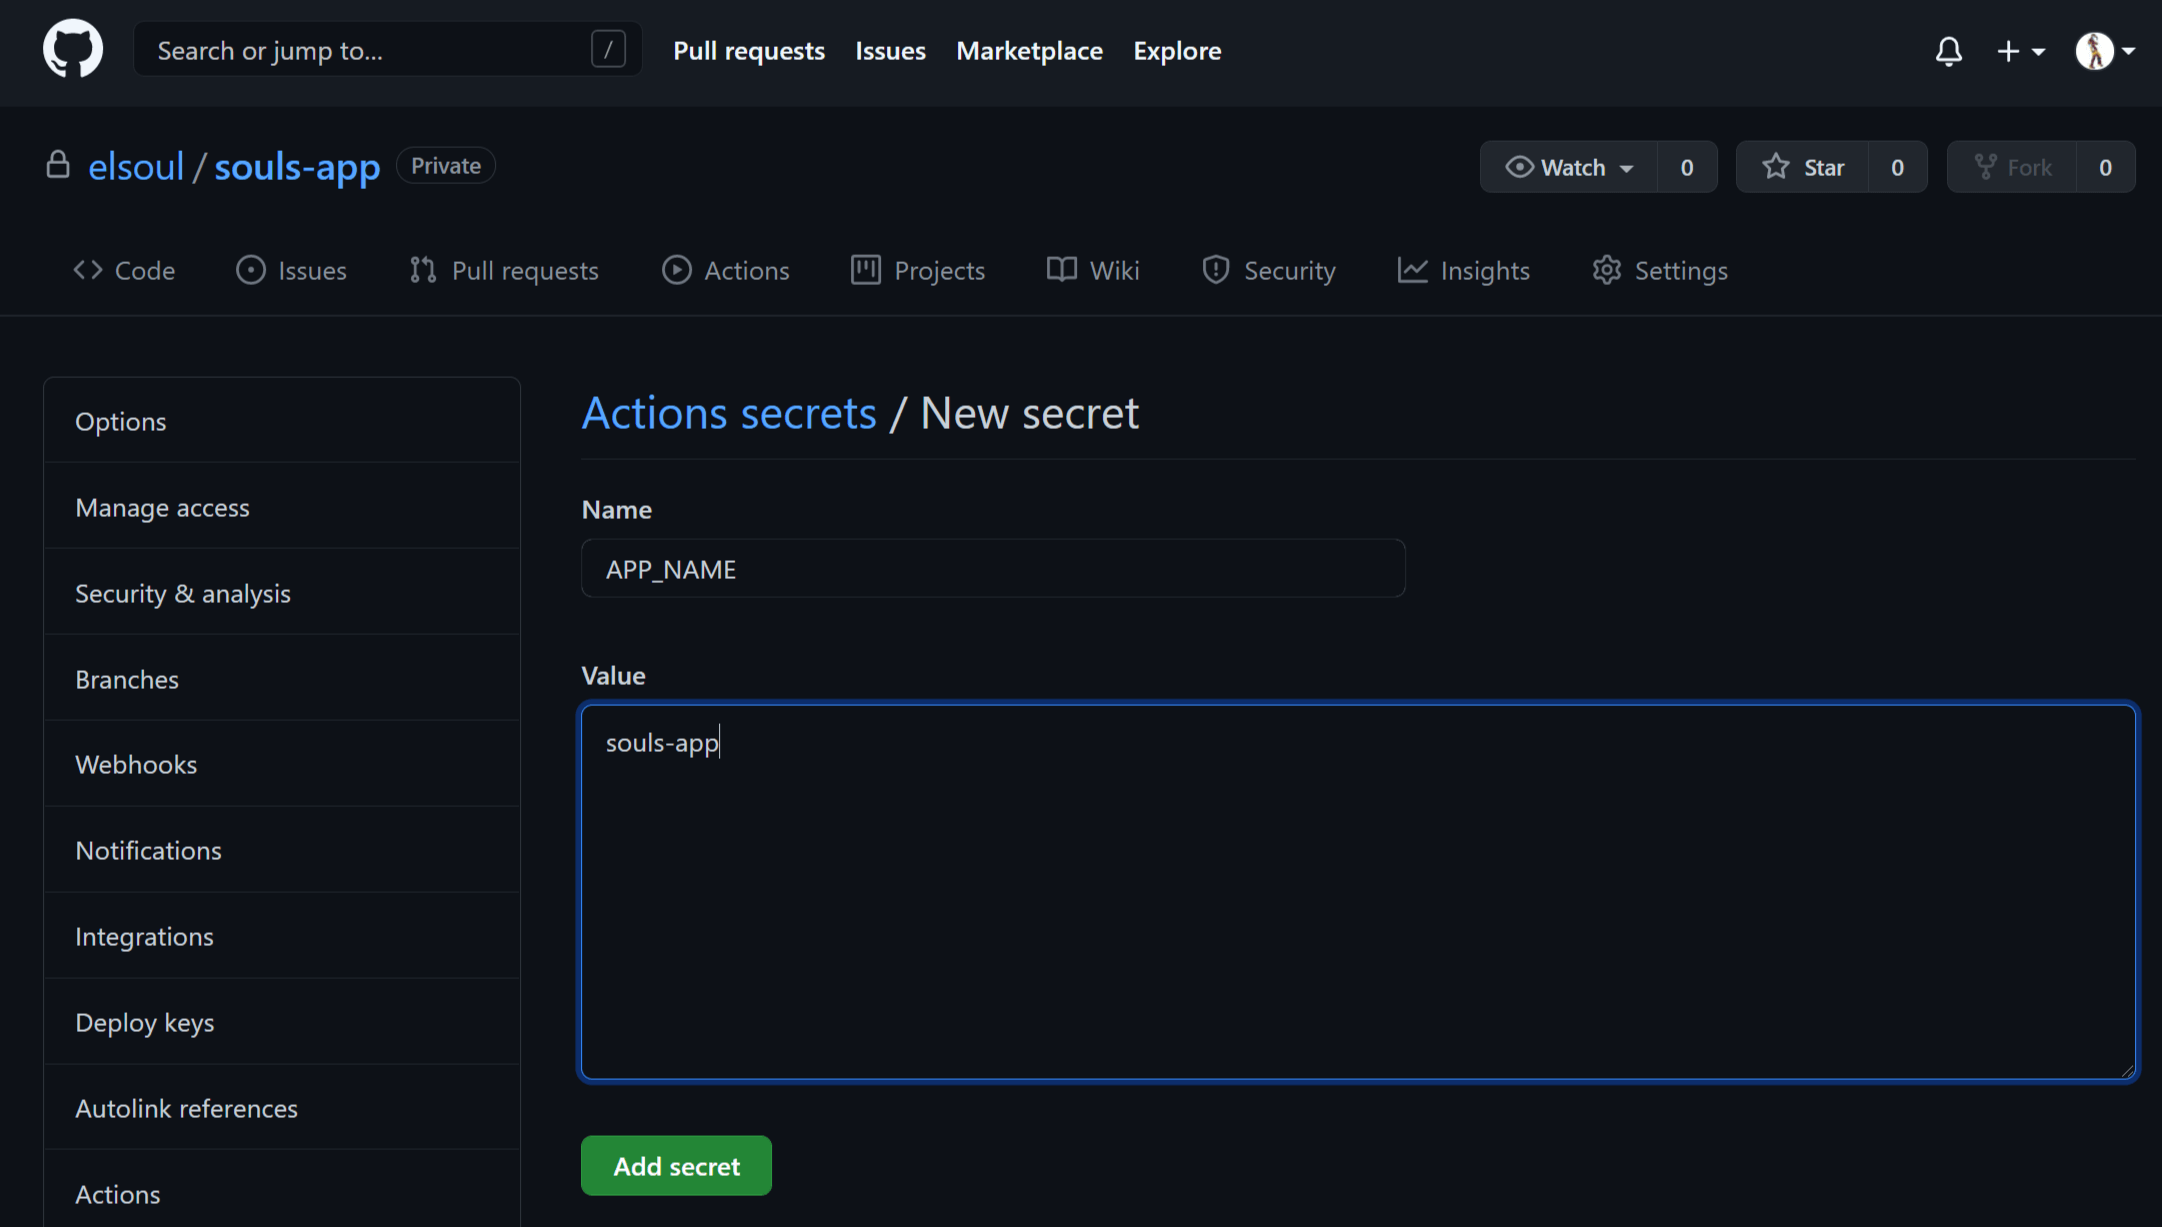 Search or jump to... / Pull requests Issues Marketplace Explore
elsoul / souls-app Private Watch 0 Star 0 Fork 0
Code Issues Pull requests Actions Projects Wiki Security Insights Settings
Options
Manage access
Security & analysis
Branches
Webhooks
Notifications
Integrations
Deploy keys
Autolink references
Actions
Actions secrets / New secret
Name
APP_NAME
Value
souls-app
Add secret